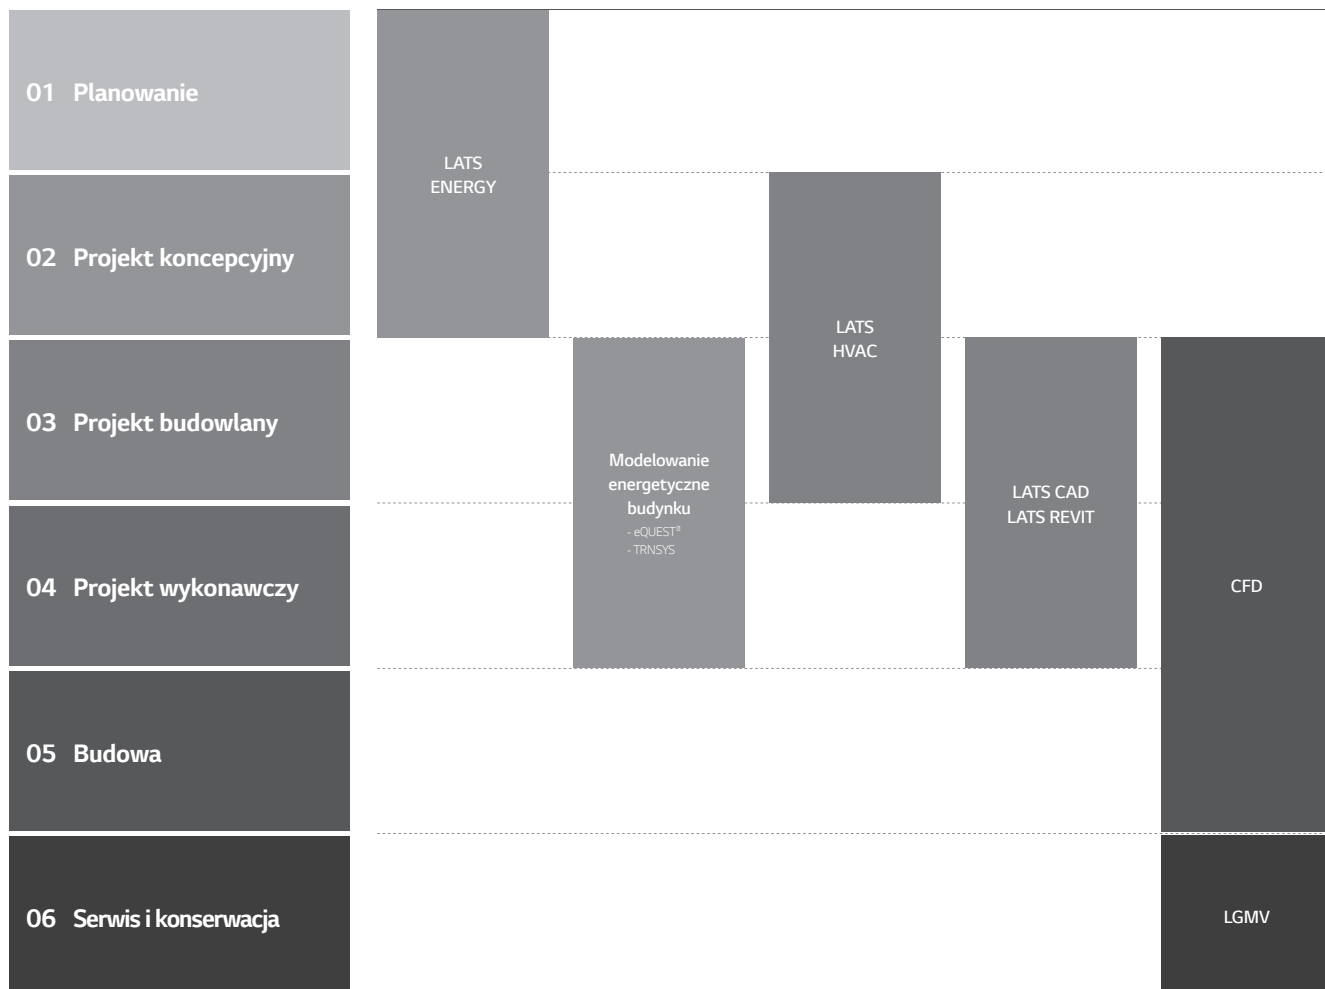 01 Planowanie
02 Projekt koncepcyjny
03 Projekt budowlany
04 Projekt wykonawczy
05 Budowa
06 Serwis i konserwacja
LATS
ENERGY
Modelowanie
energetyczne
budynku
- eQUEST®
- TRNSYS
LATS
HVAC
LATS CAD
LATS REVIT
CFD
LGMV